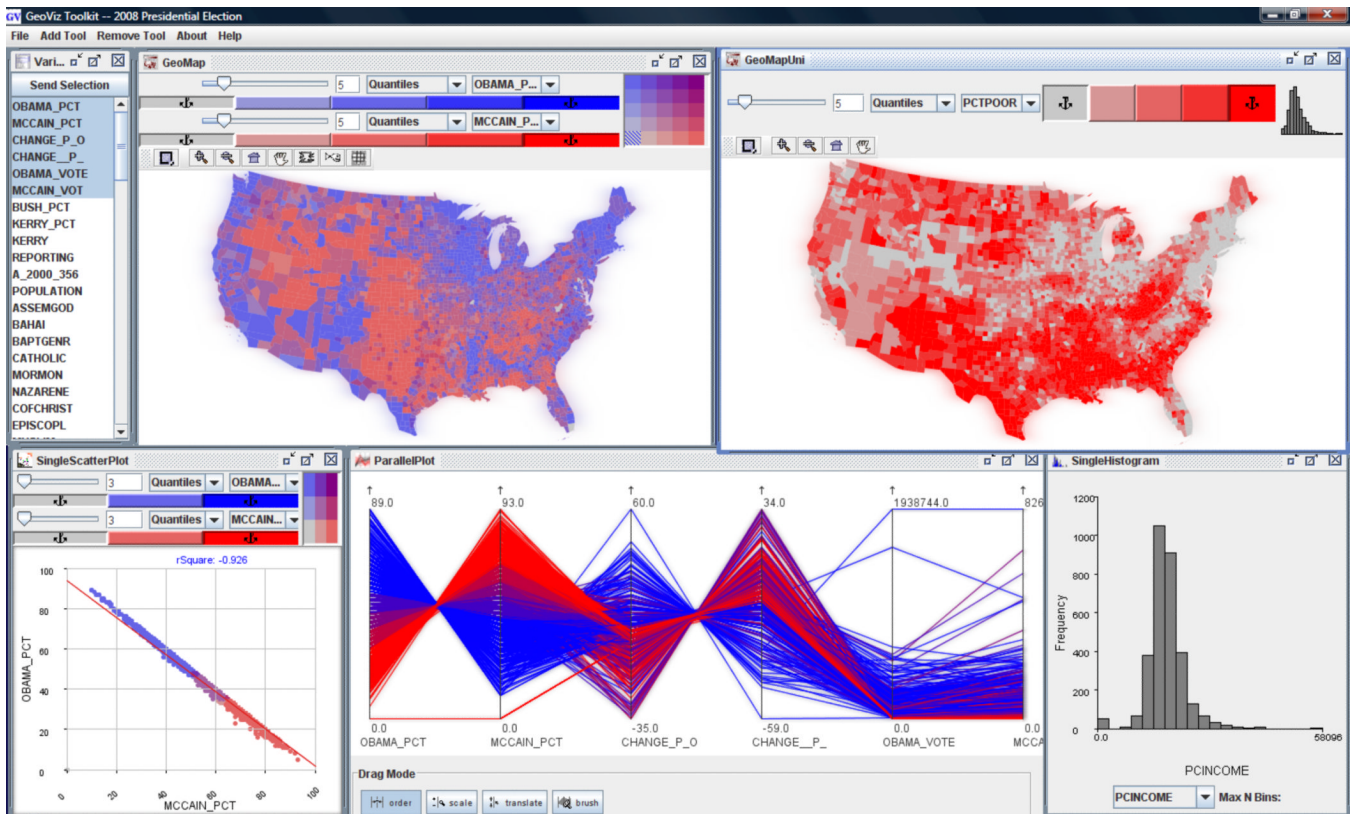 GV GeoViz Toolkit -- 2008 Presidential Election
File Add Tool Remove Tool About Help
Vari...
Send Selection
OBAMA_PCT
MCCAIN_PCT
CHANGE_P_O
CHANGE__P_
OBAMA_VOTE
MCCAIN_VOT
BUSH_PCT
KERRY_PCT
KERRY
REPORTING
A_2000_356
POPULATION
ASSEMGOD
BAHAI
BAPTGENR
CATHOLIC
MORMON
NAZARENE
COFCHRIST
EPISCOPL
GeoMap
5 Quantiles OBAMA_P...
5 Quantiles MCCAIN_P...
GeoMapUni
5 Quantiles PCTPOOR
SingleScatterPlot
3 Quantiles OBAMA...
3 Quantiles MCCAIN...
rSquare: -0.926
100
80
60
40
20
0
OBAMA_PCT
0 20 40 60 80 100
MCCAIN_PCT
ParallelPlot
89.0 93.0 60.0 34.0 1938744.0 826
0.0 0.0 -35.0 -59.0 0.0 0.0
OBAMA_PCT MCCAIN_PCT CHANGE_P_O CHANGE__P_ OBAMA_VOTE MCCA
Drag Mode
order scale translate brush
SingleHistogram
1200
1000
800
600
400
200
0
Frequency
0.0 58096
PCINCOME
PCINCOME Max N Bins: